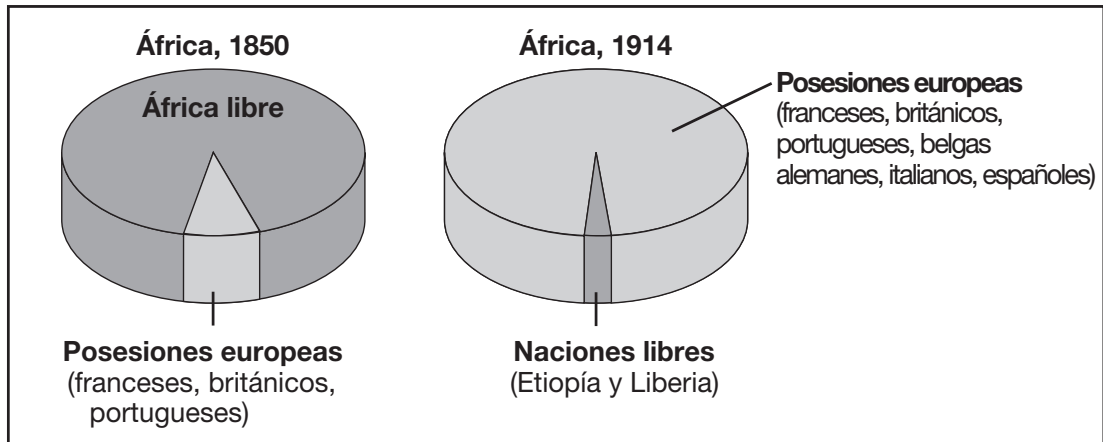 África, 1850
África libre
Posesiones europeas
(franceses, británicos,
portugueses)
África, 1914
Posesiones europeas
(franceses, británicos,
portugueses, belgas
alemanes, italianos, españoles)
Naciones libres
(Etiopía y Liberia)